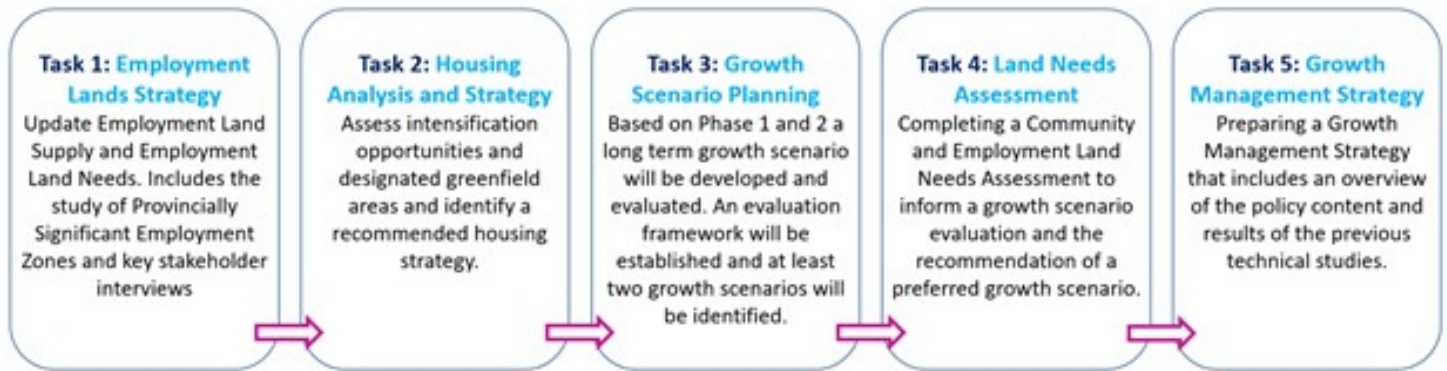 Task 1: Employment
Lands Strategy
Update Employment Land
Supply and Employment
Land Needs. Includes the
study of Provincially
Significant Employment
Zones and key stakeholder
interviews
Task 2: Housing
Analysis and Strategy
Assess intensification
opportunities and
designated greenfield
areas and identify a
recommended housing
strategy.
Task 3: Growth
Scenario Planning
Based on Phase 1 and 2 a
long term growth scenario
will be developed and
evaluated. An evaluation
framework will be
established and at least
two growth scenarios will
be identified.
Task 4: Land Needs
Assessment
Completing a Community
and Employment Land
Needs Assessment to
inform a growth scenario
evaluation and the
recommendation of a
preferred growth scenario.
Task 5: Growth
Management Strategy
Preparing a Growth
Management Strategy
that includes an overview
of the policy content and
results of the previous
technical studies.